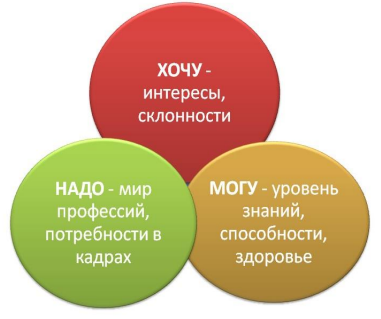 ХОЧУ -
интересы,
склонности
НАДО - мир
профессий,
потребности в
кадрах
МОГУ - уровень
знаний,
способности,
здоровье